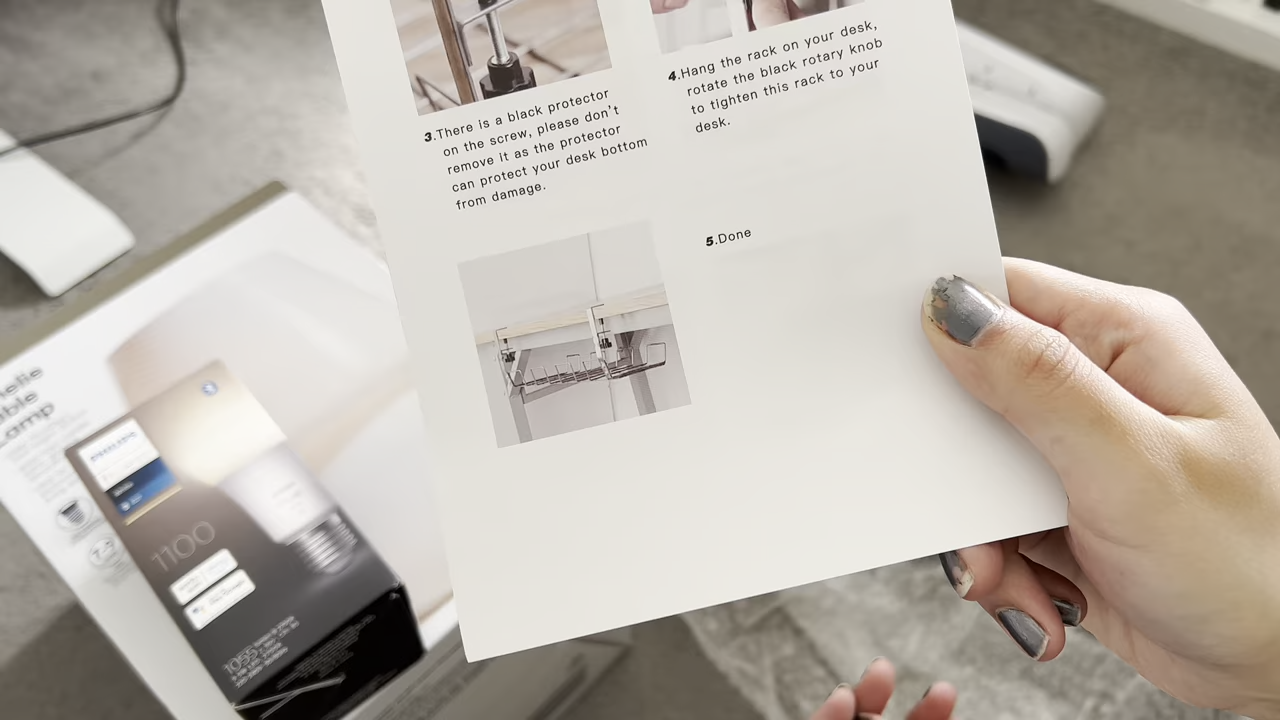 3.There is a black protector
on the screw, please don't
remove it as the protector
can protect your desk bottom
from damage.
4.Hang the rack on your desk,
rotate the black rotary knob
to tighten this rack to your
desk.
5.Done
Lamp
1100
1055